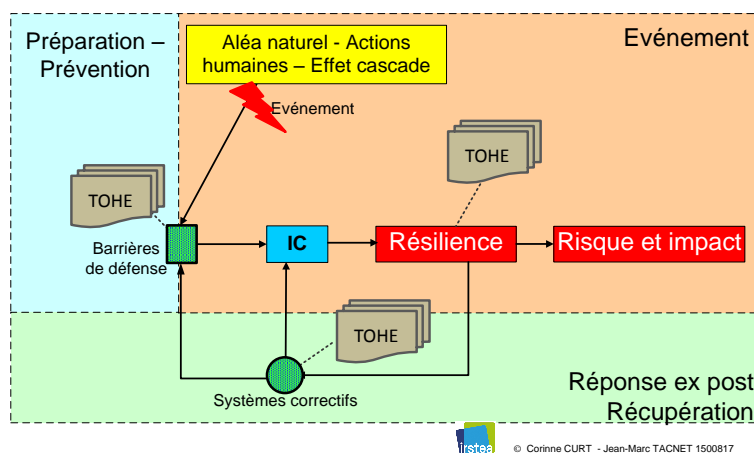 Préparation –
Prévention
Aléa naturel - Actions
humaines – Effet cascade
Evénement
Evénement
TOHE
TOHE
Barrières
de défense
IC
Résilience
Risque et impact
TOHE
Systèmes correctifs
Réponse ex post
Récupération
irstea
© Corinne CURT - Jean-Marc TACNET 1500817